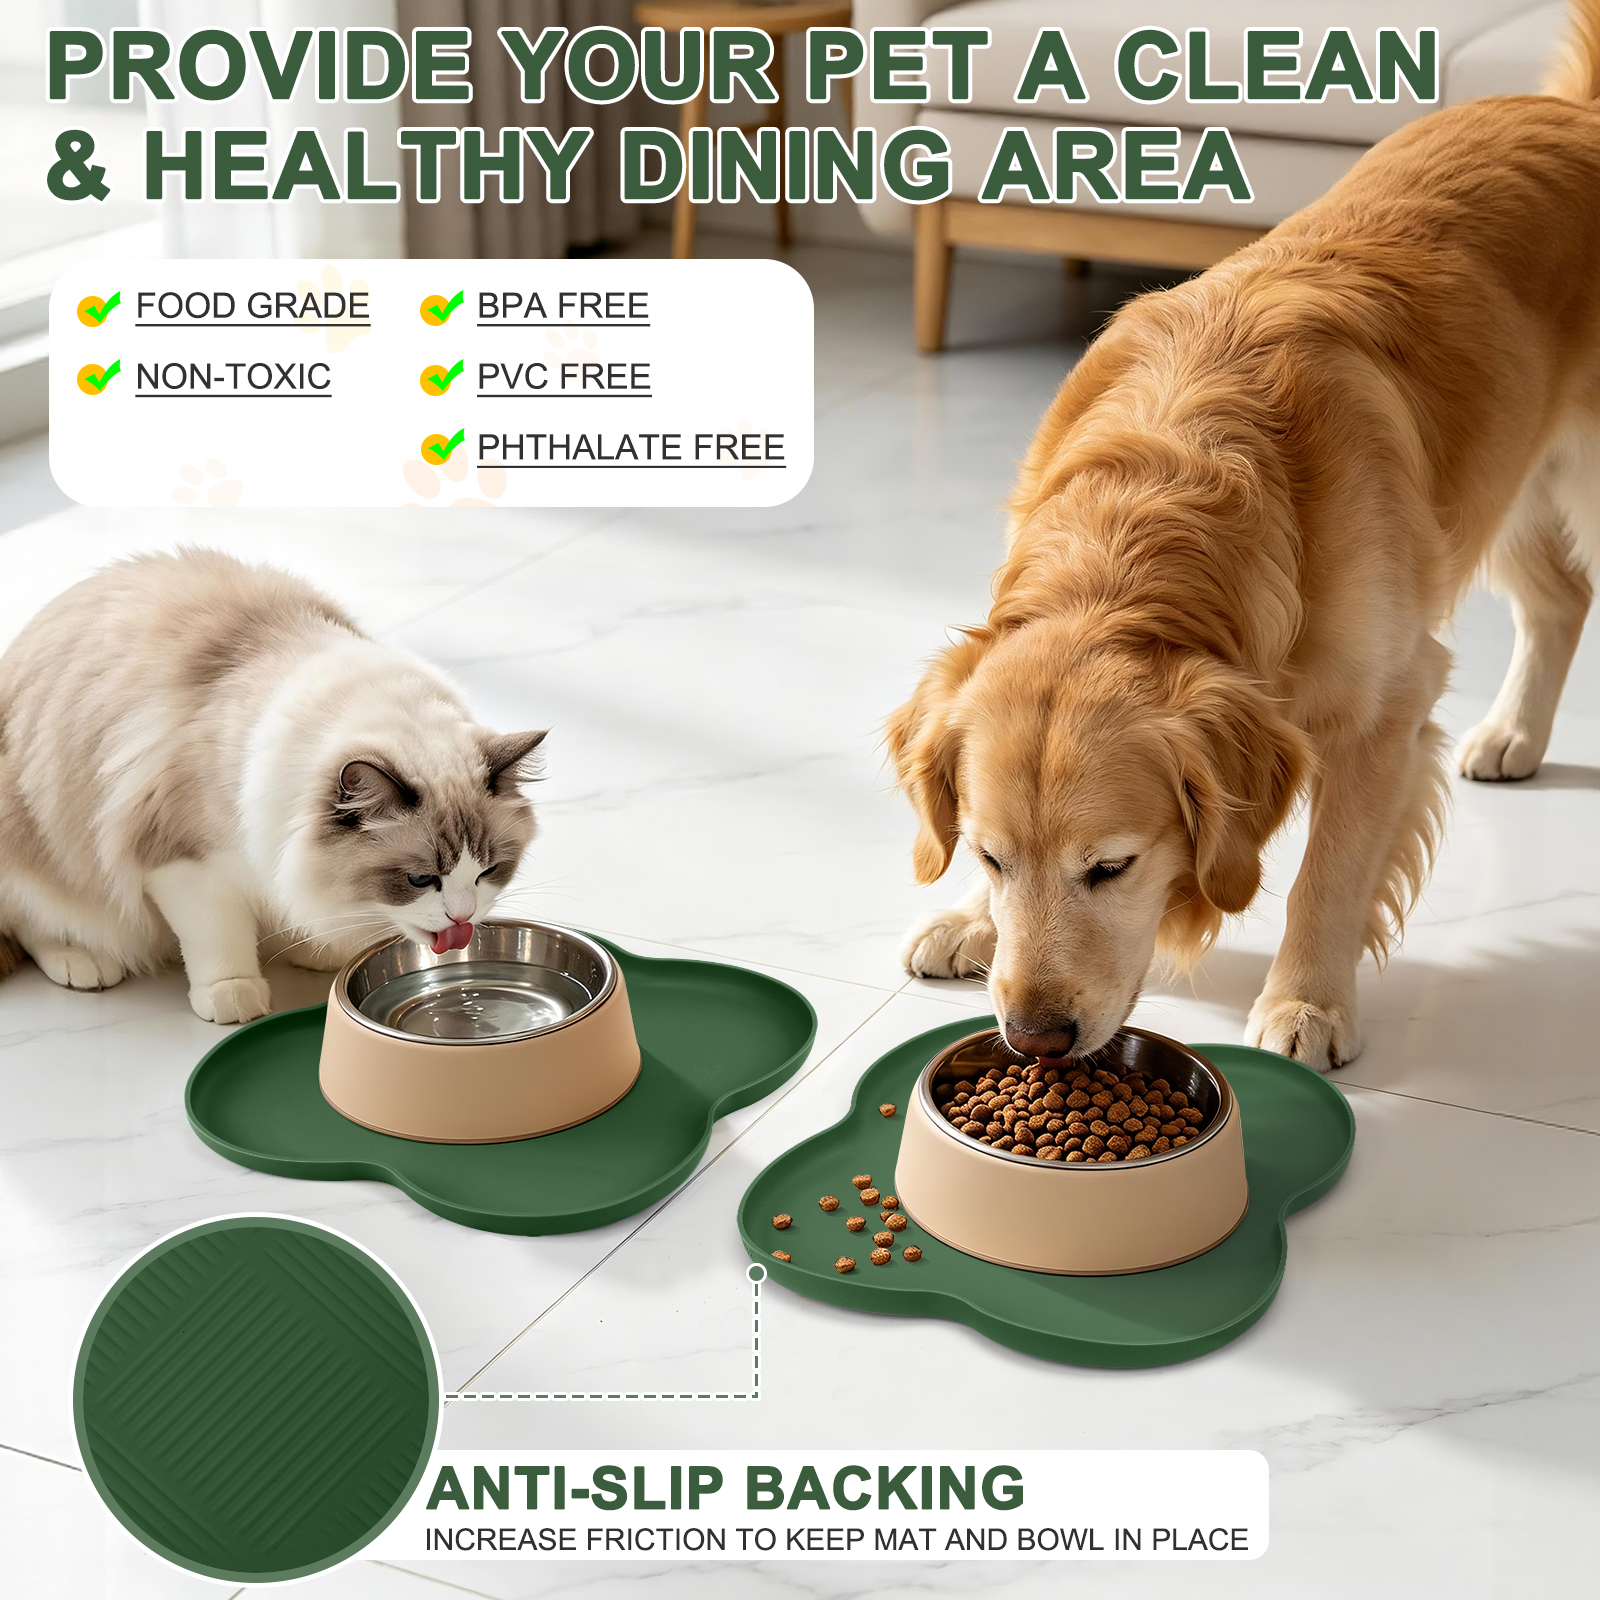 PROVIDE YOUR PET A CLEAN
& HEALTHY DINING AREA
FOOD GRADE
BPA FREE
NON-TOXIC
PVC FREE
PHTHALATE FREE
ANTI-SLIP BACKING
INCREASE FRICTION TO KEEP MAT AND BOWL IN PLACE